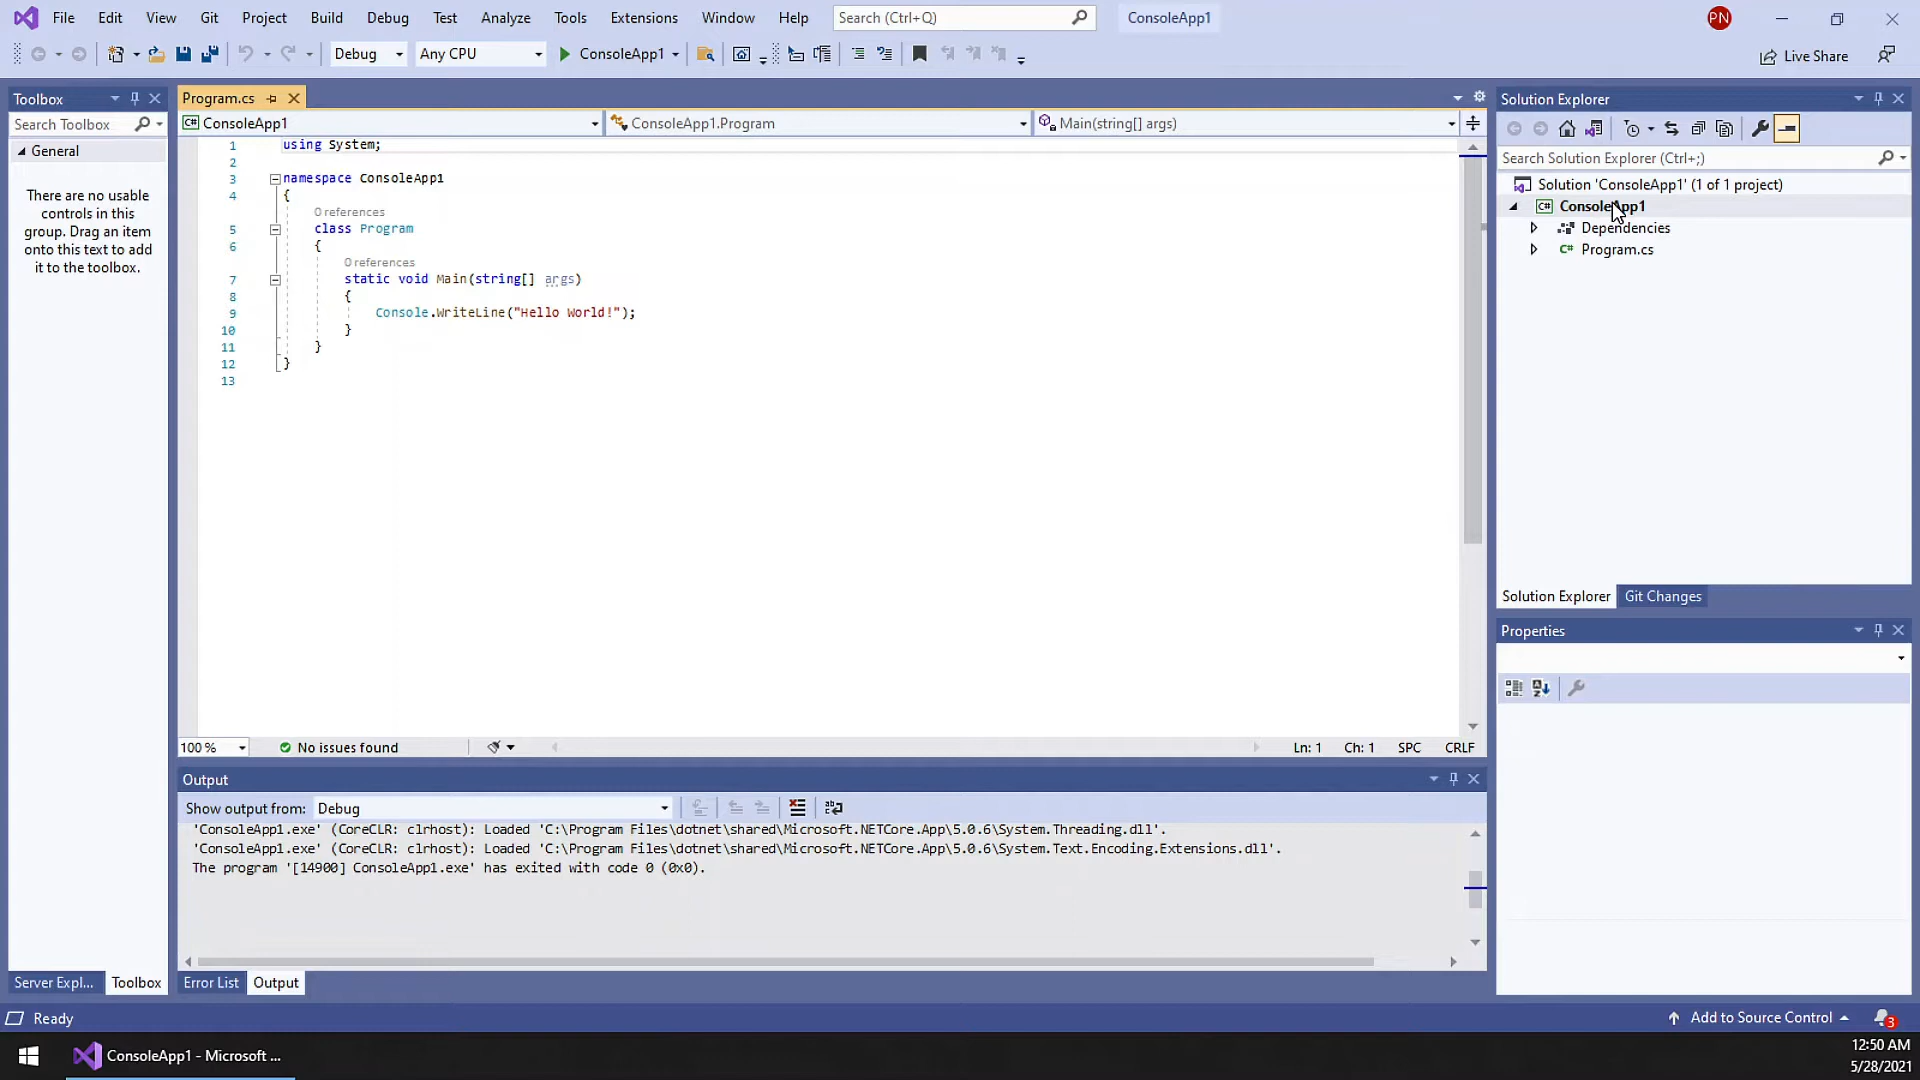 File Edit View Git Project Build Debug Test Analyze Tools Extensions Window Help Search (Ctrl+Q) ConsoleApp1 PN
Debug Any CPU ConsoleApp1 Live Share
Toolbox
Search Toolbox
General
There are no usable
controls in this
group. Drag an item
onto this text to add
it to the toolbox.
Server Expl... Toolbox
Program.cs
ConsoleApp1 ConsoleApp1.Program Main(string[] args)
1 using System;
2
3 namespace ConsoleApp1
4 {
0 references
5 class Program
6 {
0 references
7 static void Main(string[] args)
8 {
9 Console.WriteLine("Hello World!");
10 }
11 }
12 }
13
100 % No issues found Ln: 1 Ch: 1 SPC CRLF
Output
Show output from: Debug
'ConsoleApp1.exe' (CoreCLR: clrhost): Loaded 'C:\Program Files\dotnet\shared\Microsoft.NETCore.App\5.0.6\System.Threading.dll'.
'ConsoleApp1.exe' (CoreCLR: clrhost): Loaded 'C:\Program Files\dotnet\shared\Microsoft.NETCore.App\5.0.6\System.Text.Encoding.Extensions.dll'.
The program '[14900] ConsoleApp1.exe' has exited with code 0 (0x0).
Error List Output
Solution Explorer
Search Solution Explorer (Ctrl+;)
Solution 'ConsoleApp1' (1 of 1 project)
C# ConsoleApp1
Dependencies
C# Program.cs
Solution Explorer Git Changes
Properties
Ready Add to Source Control 3
ConsoleApp1 - Microsoft ... 12:50 AM
5/28/2021